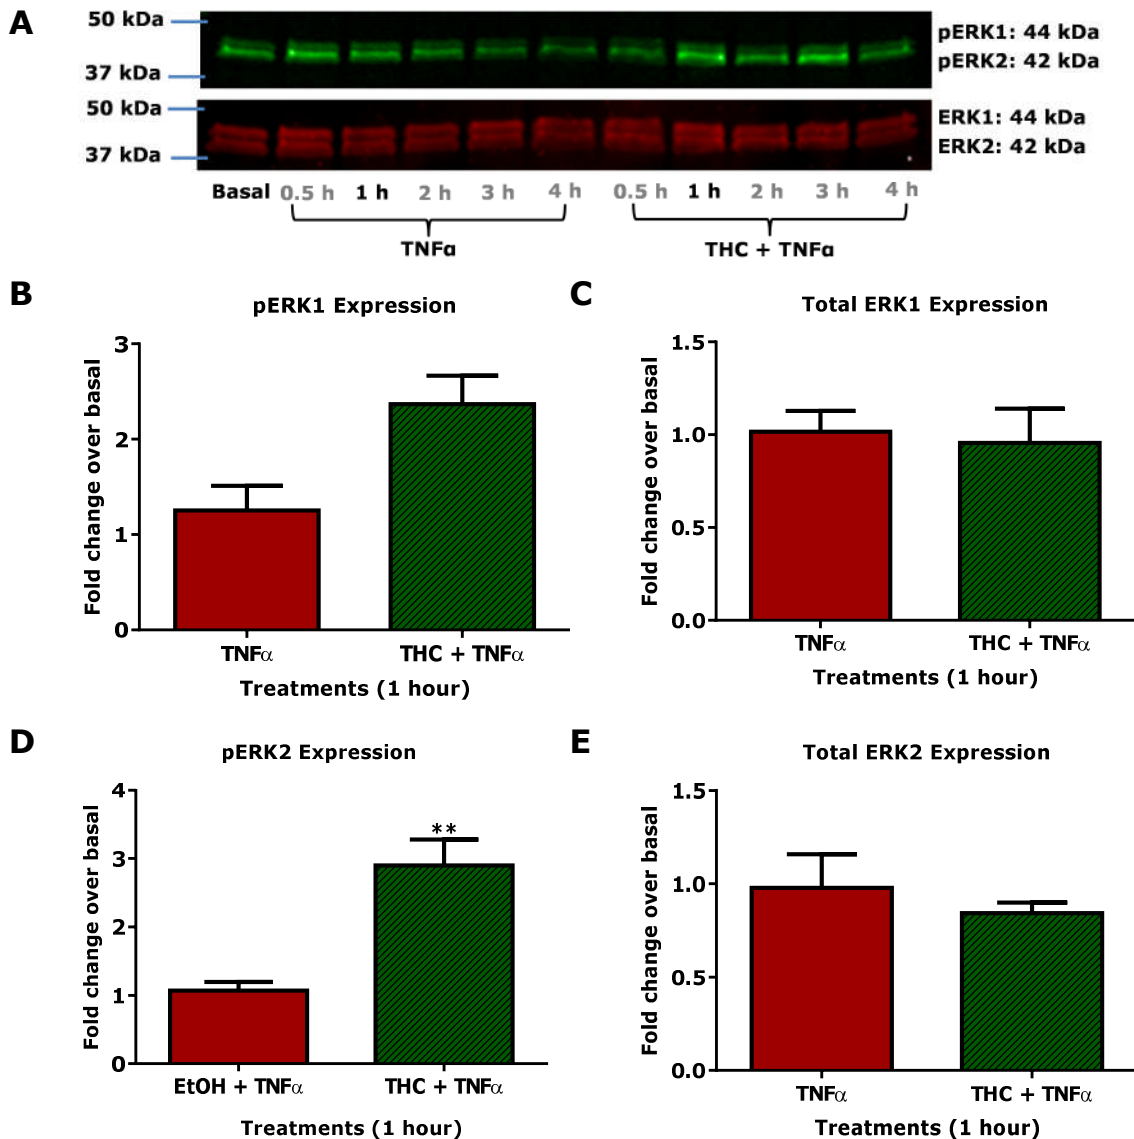 A
50 kDa
37 kDa
pERK1: 44 kDa
pERK2: 42 kDa
50 kDa
37 kDa
ERK1: 44 kDa
ERK2: 42 kDa
Basal 0.5 h 1 h 2 h 3 h 4 h 0.5 h 1 h 2 h 3 h 4 h
TNFα THC + TNFα
B
pERK1 Expression
Fold change over basal
3
2
1
0
TNFα THC + TNFα
Treatments (1 hour)
C
Total ERK1 Expression
Fold change over basal
1.5
1.0
0.5
0.0
TNFα THC + TNFα
Treatments (1 hour)
D
pERK2 Expression
Fold change over basal
4
3
2
1
0
**
EtOH + TNFα THC + TNFα
Treatments (1 hour)
E
Total ERK2 Expression
Fold change over basal
1.5
1.0
0.5
0.0
TNFα THC + TNFα
Treatments (1 hour)